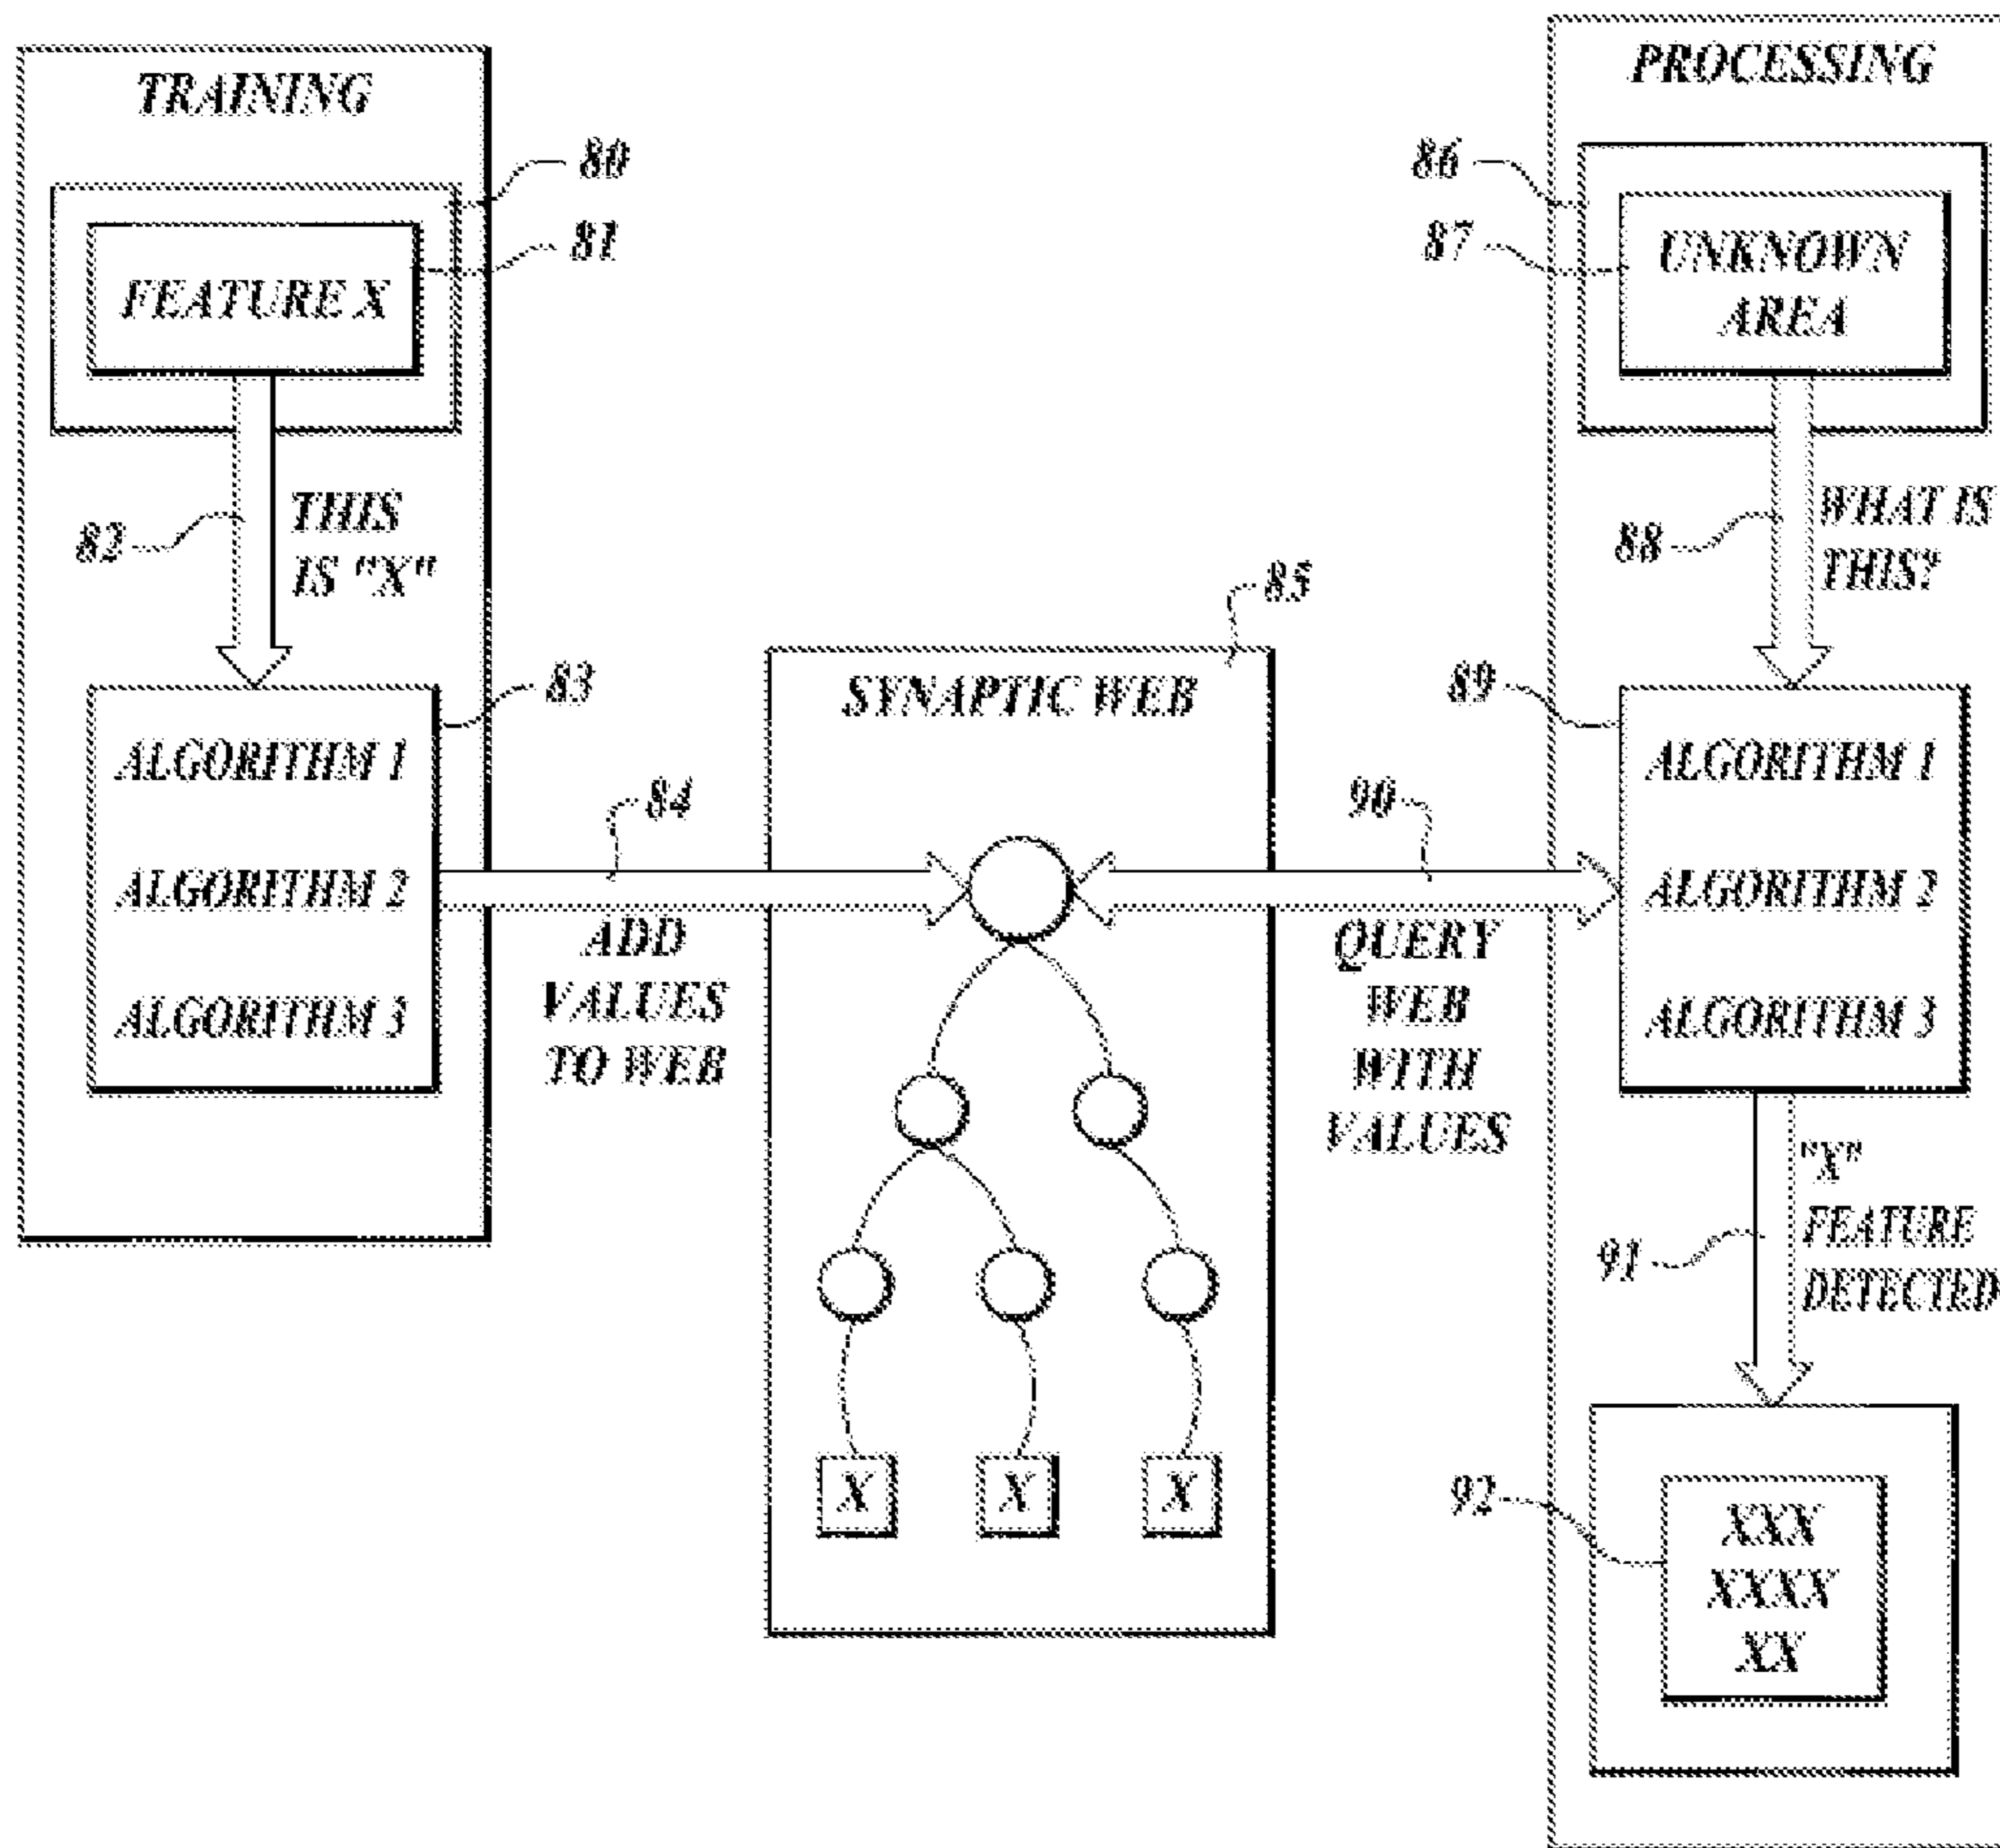 TRAINING
80
81
FEATURE X
82
THIS
IS "X"
83
ALGORITHM 1
ALGORITHM 2
ALGORITHM 3
84
ADD
VALUES
TO WEB
85
SYNAPTIC WEB
X X X
90
QUERY
WEB
WITH
VALUES
PROCESSING
86
87
UNKNOWN
AREA
88
WHAT IS
THIS?
89
ALGORITHM 1
ALGORITHM 2
ALGORITHM 3
91
"X"
FEATURE
DETECTED
92
XXX
XXXX
XX